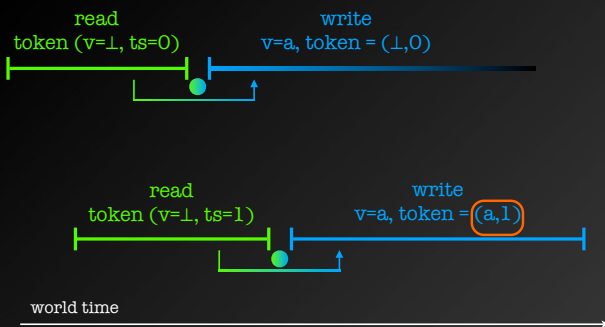 read
token (v=⊥, ts=0)
write
v=a, token = (⊥,0)
read
token (v=⊥, ts=1)
write
v=a, token = (a,1)
world time